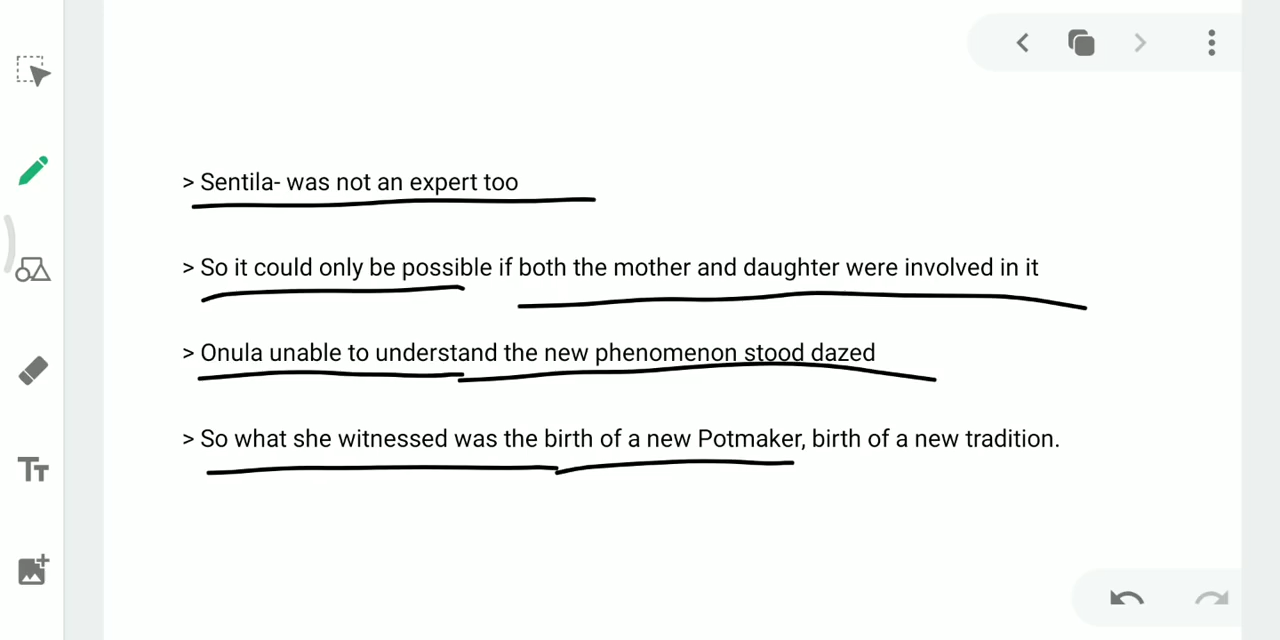 > Sentila- was not an expert too
> So it could only be possible if both the mother and daughter were involved in it
> Onula unable to understand the new phenomenon stood dazed
> So what she witnessed was the birth of a new Potmaker, birth of a new tradition.
TT